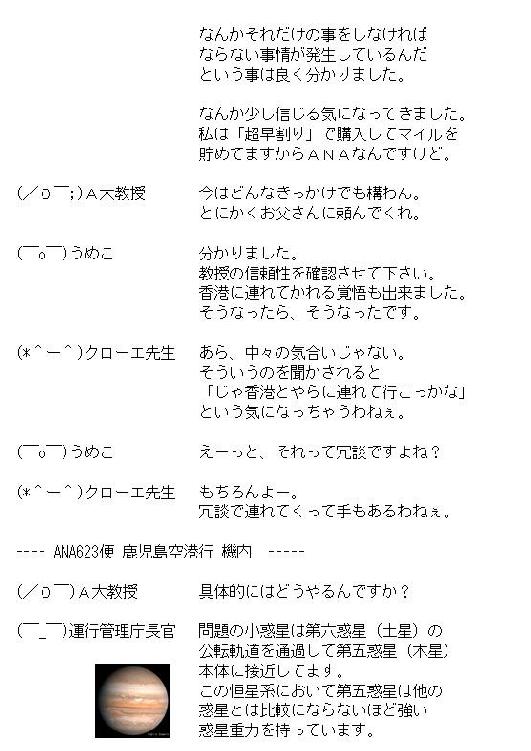 なんかそれだけの事をしなければ
ならない事情が発生しているんだ
という事は良く分かりました。
なんか少し信じる気になってきました。
私は「超早割り」で購入してマイルを
貯めてますからＡＮＡなんですけど。
(／Ｏ￣;)Ａ大教授 今はどんなきっかけでも構わん。
とにかくお父さんに頼んでくれ。
(￣o￣)うめこ 分かりました。
教授の信頼性を確認させて下さい。
香港に連れてかれる覚悟も出来ました。
そうなったら、そうなったです。
(*＾ー＾)クローエ先生 あら、中々の気合いじゃない。
そういうのを聞かされると
「じゃ香港とやらに連れて行こっかな」
という気になっちゃうわねぇ。
(￣o￣)うめこ えーっと、それって冗談ですよね？
(*＾ー＾)クローエ先生 もちろんよー。
冗談で連れてくって手もあるわねぇ。
---- ANA623便 鹿児島空港行 機内 -----
(／Ｏ￣)Ａ大教授 具体的にはどうやるんですか？
(￣_￣)運行管理庁長官 問題の小惑星は第六惑星（土星）の
公転軌道を通過して第五惑星（木星）
本体に接近してます。
この恒星系において第五惑星は他の
惑星とは比較にならないほど強い
惑星重力を持っています。